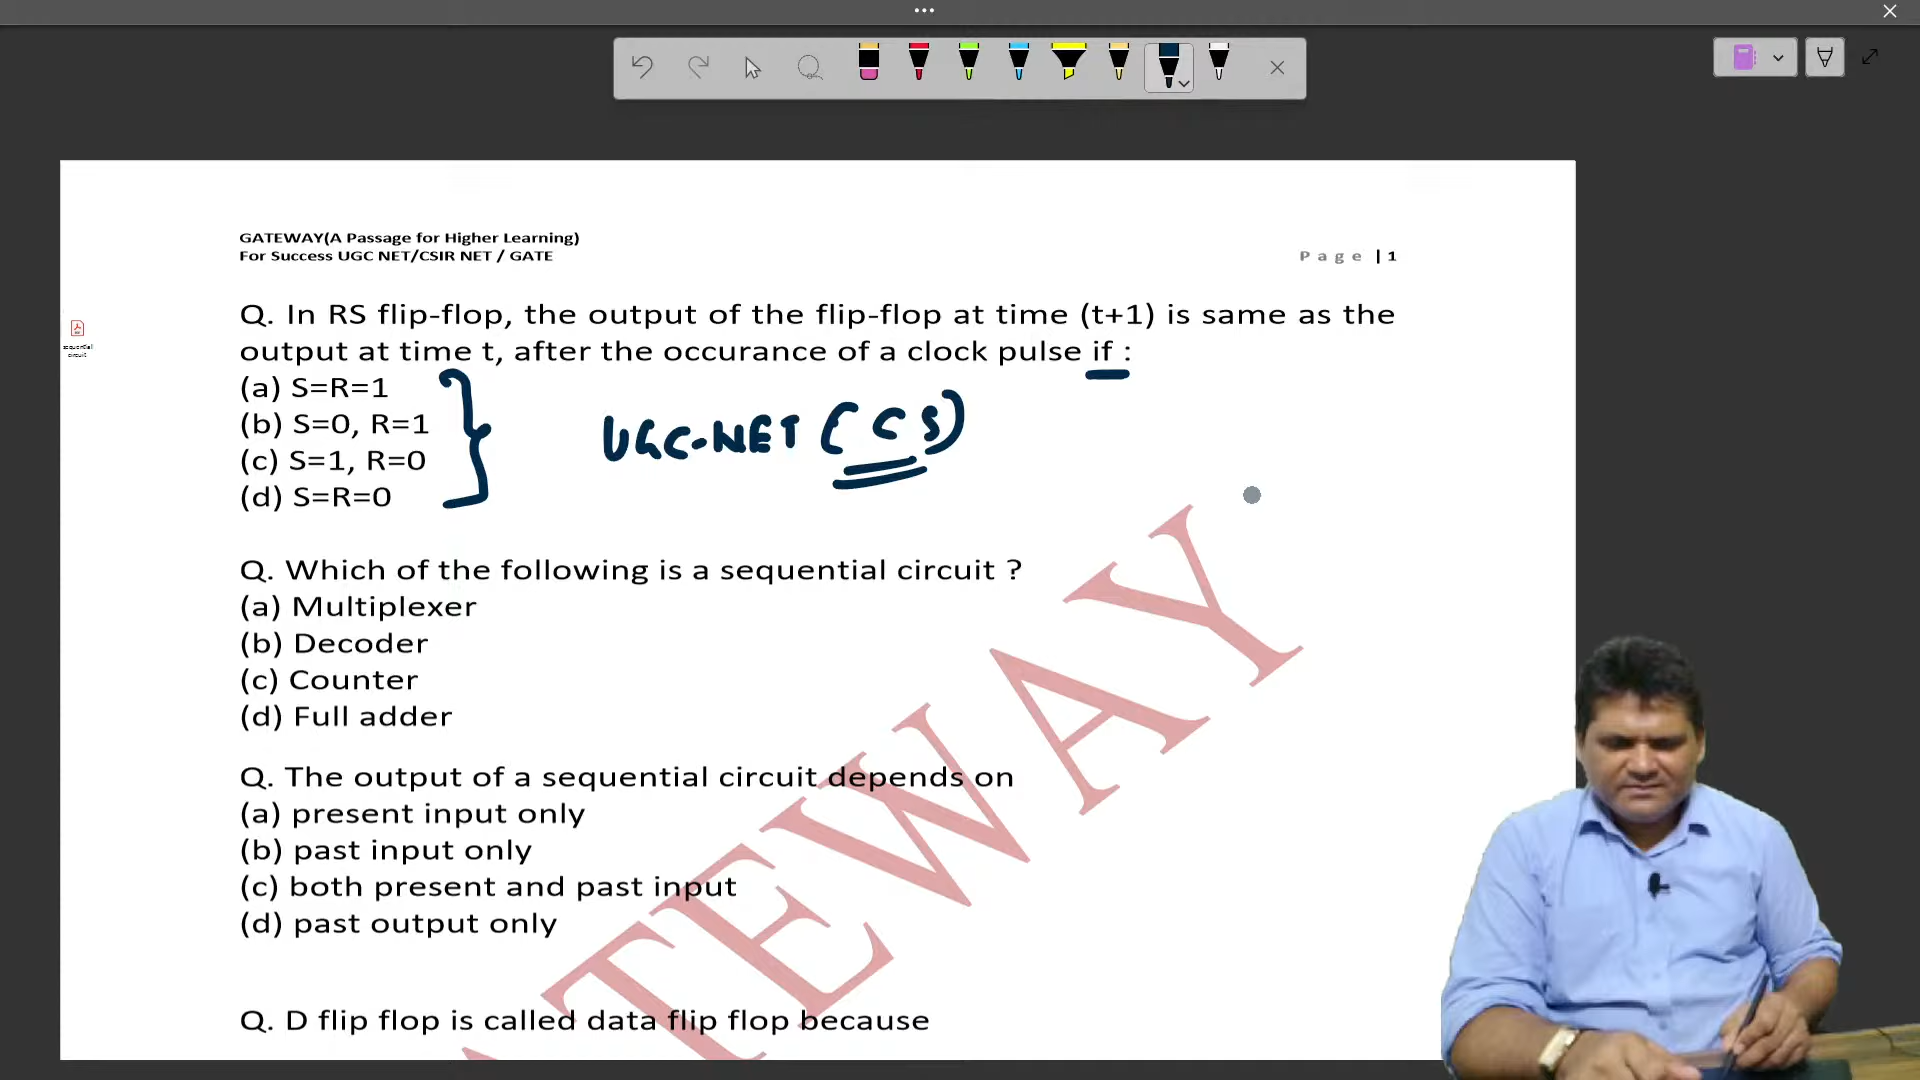 GATEWAY(A Passage for Higher Learning)
For Success UGC NET/CSIR NET / GATE
Page | 1
Q. In RS flip-flop, the output of the flip-flop at time (t+1) is same as the
output at time t, after the occurance of a clock pulse if :
(a) S=R=1
(b) S=0, R=1
(c) S=1, R=0
(d) S=R=0
UGC-NET (CS)
sequential
circuit
Q. Which of the following is a sequential circuit ?
(a) Multiplexer
(b) Decoder
(c) Counter
(d) Full adder
Q. The output of a sequential circuit depends on
(a) present input only
(b) past input only
(c) both present and past input
(d) past output only
Q. D flip flop is called data flip flop because
ATEWAY